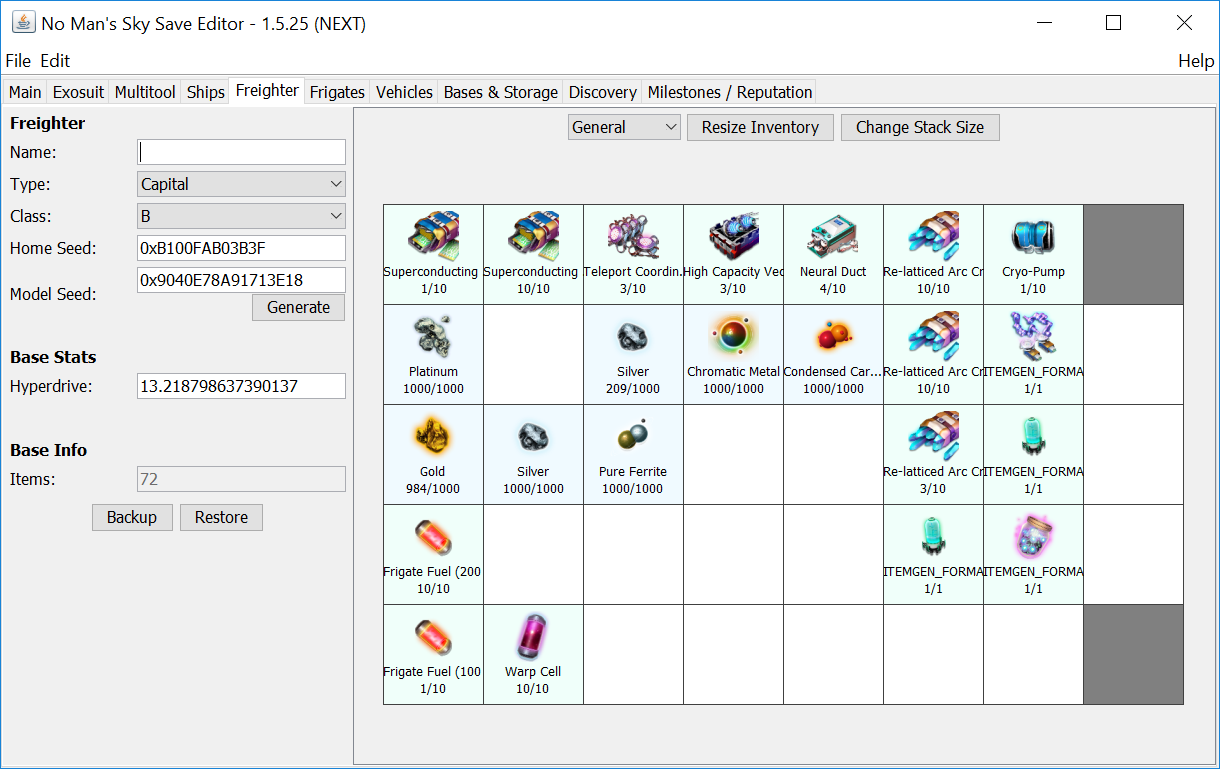 No Man's Sky Save Editor - 1.5.25 (NEXT)
File Edit Help
Main Exosuit Multitool Ships Freighter Frigates Vehicles Bases & Storage Discovery Milestones / Reputation
Freighter
Name:
Type: Capital
Class: B
Home Seed: 0xB100FAB03B3F
Model Seed: 0x9040E78A91713E18
Generate
Base Stats
Hyperdrive: 13.218798637390137
Base Info
Items: 72
Backup Restore
General Resize Inventory Change Stack Size
Superconducting Superconducting Teleport Coordin. High Capacity Vec Neural Duct Re-latticed Arc Cr Cryo-Pump
1/10 10/10 3/10 3/10 4/10 10/10 1/10
Platinum Silver Chromatic Metal Condensed Car... Re-latticed Arc Cr ITEMGEN_FORMA
1000/1000 209/1000 1000/1000 1000/1000 10/10 1/1
Gold Silver Pure Ferrite Re-latticed Arc Cr ITEMGEN_FORMA
984/1000 1000/1000 1000/1000 3/10 1/1
Frigate Fuel (200 ITEMGEN_FORMA ITEMGEN_FORMA
10/10 1/1 1/1
Frigate Fuel (100 Warp Cell
1/10 10/10